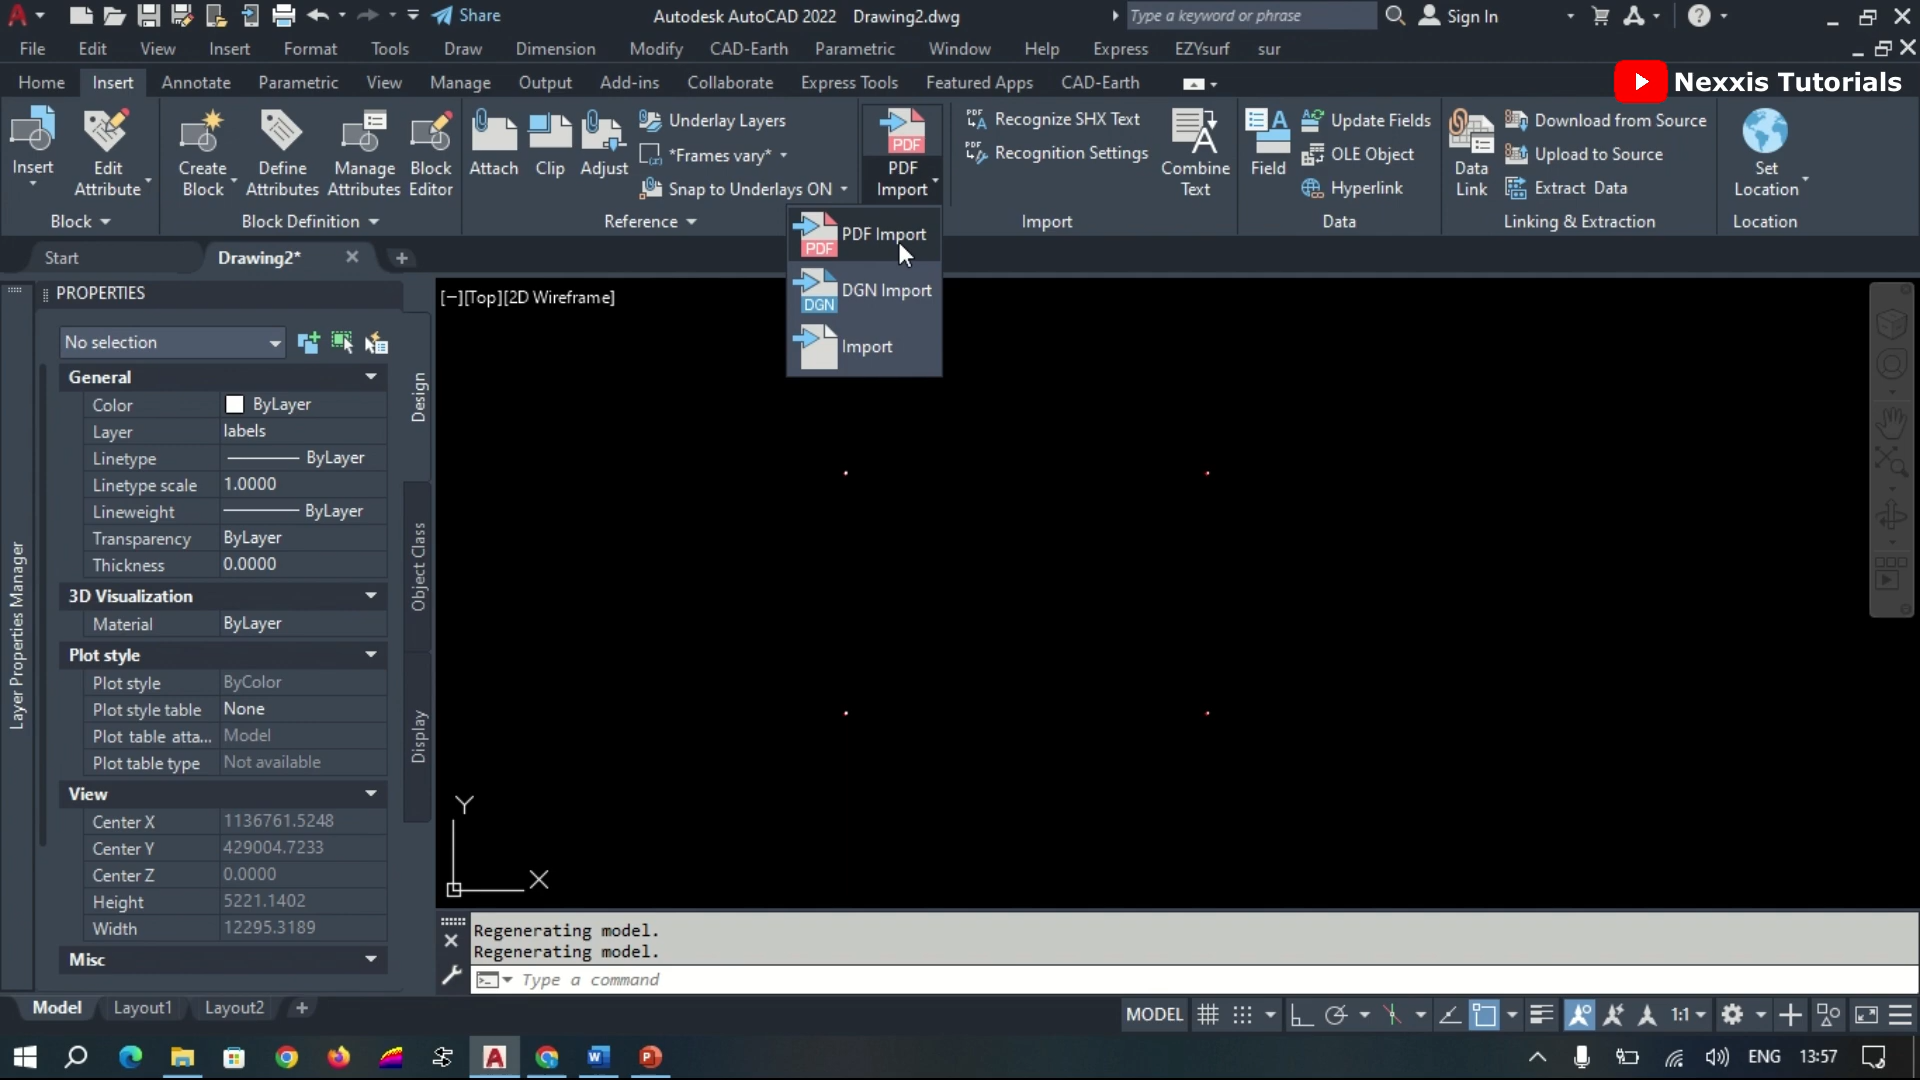 Share
Autodesk AutoCAD 2022 Drawing2.dwg
Type a keyword or phrase
Sign In
File Edit View Insert Format Tools Draw Dimension Modify CAD-Earth Parametric Window Help Express EZYsurf sur
Home Insert Annotate Parametric View Manage Output Add-ins Collaborate Express Tools Featured Apps CAD-Earth
Nexxis Tutorials
Insert
Edit
Attribute
Create
Block
Define
Attributes
Manage
Attributes
Block
Editor
Attach
Clip
Adjust
Underlay Layers
*Frames vary*
Snap to Underlays ON
PDF
PDF
Import
Recognize SHX Text
Recognition Settings
Combine
Text
Field
Update Fields
OLE Object
Hyperlink
Data
Link
Download from Source
Upload to Source
Extract Data
Set
Location
Block
Block Definition
Reference
Import
Data
Linking & Extraction
Location
PDF
PDF Import
DGN
DGN Import
Import
Start
Drawing2*
PROPERTIES
[−][Top][2D Wireframe]
No selection
General
Color ByLayer
Layer labels
Linetype ByLayer
Linetype scale 1.0000
Lineweight ByLayer
Transparency ByLayer
Thickness 0.0000
3D Visualization
Material ByLayer
Plot style
Plot style ByColor
Plot style table None
Plot table atta... Model
Plot table type Not available
View
Center X 1136761.5248
Center Y 429004.7233
Center Z 0.0000
Height 5221.1402
Width 12295.3189
Misc
Layer Properties Manager
Design
Object Class
Display
Y
X
Regenerating model.
Regenerating model.
Type a command
Model Layout1 Layout2
MODEL
1:1
ENG 13:57